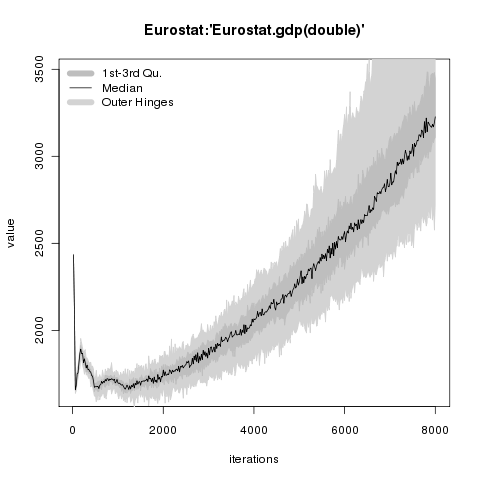 Eurostat:'Eurostat.gdp(double)'
1st-3rd Qu.
Median
Outer Hinges
value
3500
3000
2500
2000
0 2000 4000 6000 8000
iterations